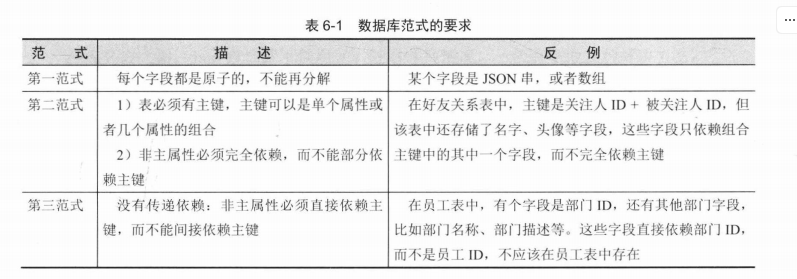 表 6-1 数据库范式的要求
范 式 描 述 反 例
第一范式 每个字段都是原子的，不能再分解 某个字段是 JSON 串，或者数组
第二范式 1）表必须有主键，主键可以是单个属性或 在好友关系表中，主键是关注人 ID + 被关注人 ID，但
者几个属性的组合 该表中还存储了名字、头像等字段，这些字段只依赖组合
2）非主属性必须完全依赖，而不能部分依 主键中的其中一个字段，而不完全依赖主键
赖主键
第三范式 没有传递依赖：非主属性必须直接依赖主 在员工表中，有个字段是部门 ID，还有其他部门字段，
键，而不能间接依赖主键 比如部门名称、部门描述等。这些字段直接依赖部门 ID，
而不是员工 ID，不应该在员工表中存在